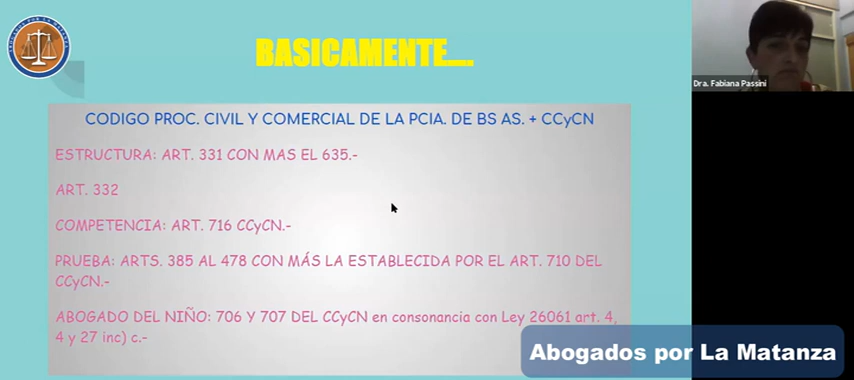 BASICAMENTE....
Dra. Fabiana Passini
CODIGO PROC. CIVIL Y COMERCIAL DE LA PCIA. DE BS AS. + CCyCN
ESTRUCTURA: ART. 331 CON MAS EL 635.-
ART. 332
COMPETENCIA: ART. 716 CCyCN.-
PRUEBA: ARTS. 385 AL 478 CON MÁS LA ESTABLECIDA POR EL ART. 710 DEL
CCyCN.-
ABOGADO DEL NIÑO: 706 Y 707 DEL CCyCN en consonancia con Ley 26061 art. 4,
4 y 27 inc) c.-
Abogados por La Matanza